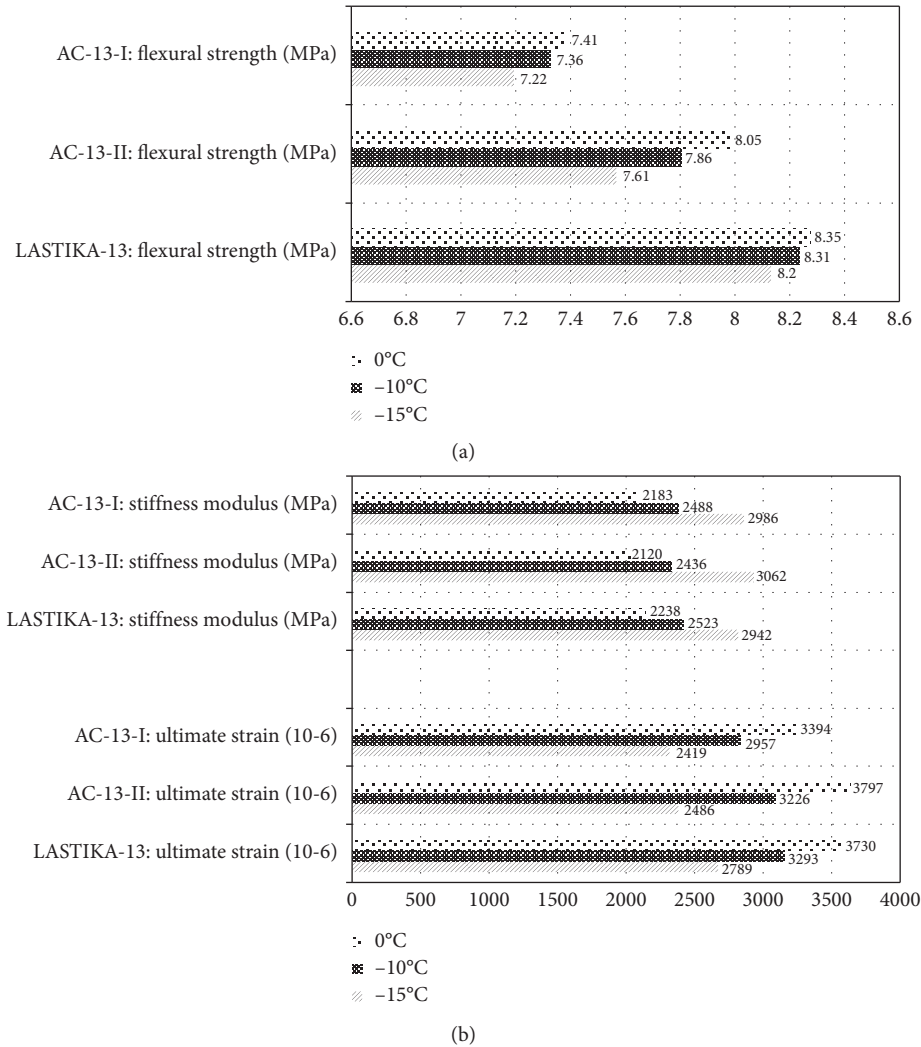 AC-13-I: flexural strength (MPa)
7.41
7.36
7.22
AC-13-II: flexural strength (MPa)
8.05
7.86
7.61
LASTIKA-13: flexural strength (MPa)
8.35
8.31
8.2
6.6 6.8 7 7.2 7.4 7.6 7.8 8 8.2 8.4 8.6
0°C
–10°C
–15°C
(a)
AC-13-I: stiffness modulus (MPa)
2183
2488
2986
AC-13-II: stiffness modulus (MPa)
2120
2436
3062
LASTIKA-13: stiffness modulus (MPa)
2238
2523
2942
AC-13-I: ultimate strain (10-6)
3394
2957
2419
AC-13-II: ultimate strain (10-6)
3797
3226
2486
LASTIKA-13: ultimate strain (10-6)
3730
3293
2789
0 500 1000 1500 2000 2500 3000 3500 4000
0°C
–10°C
–15°C
(b)